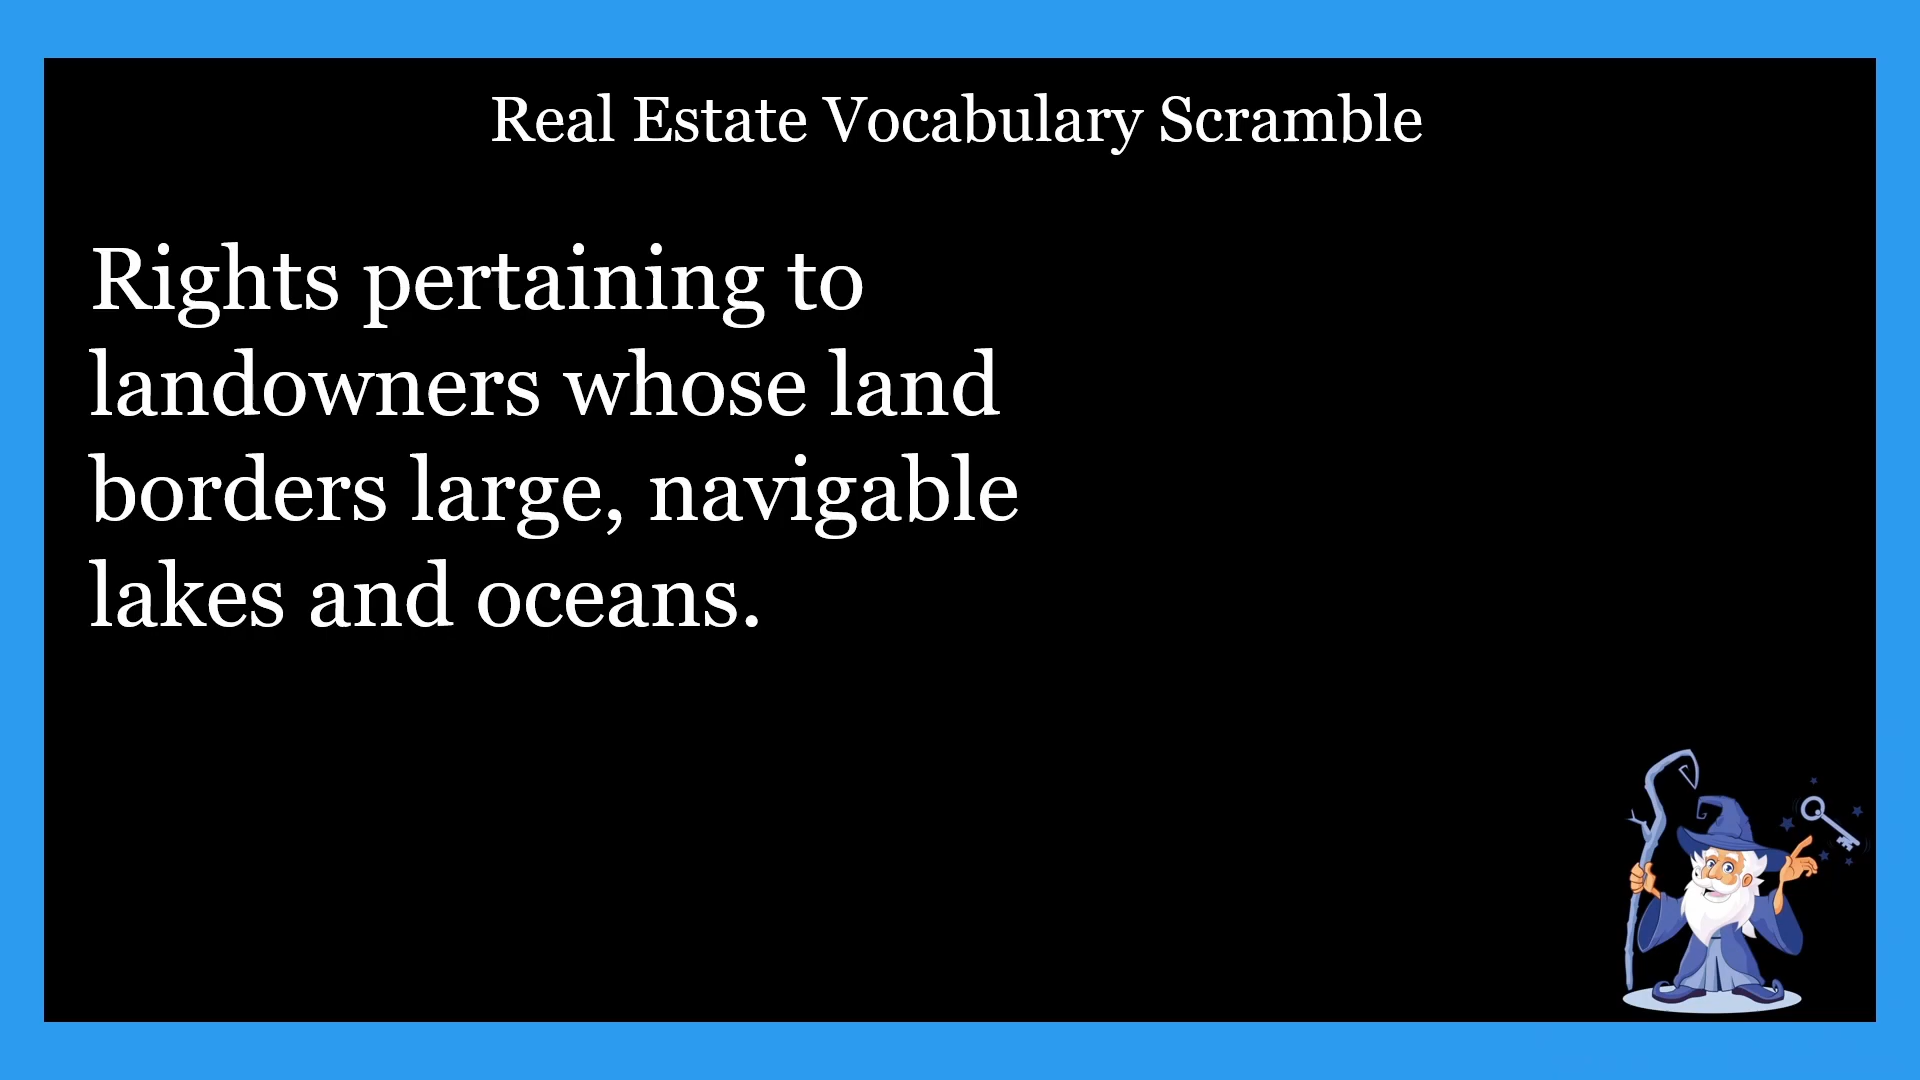 Real Estate Vocabulary Scramble
Rights pertaining to
landowners whose land
borders large, navigable
lakes and oceans.